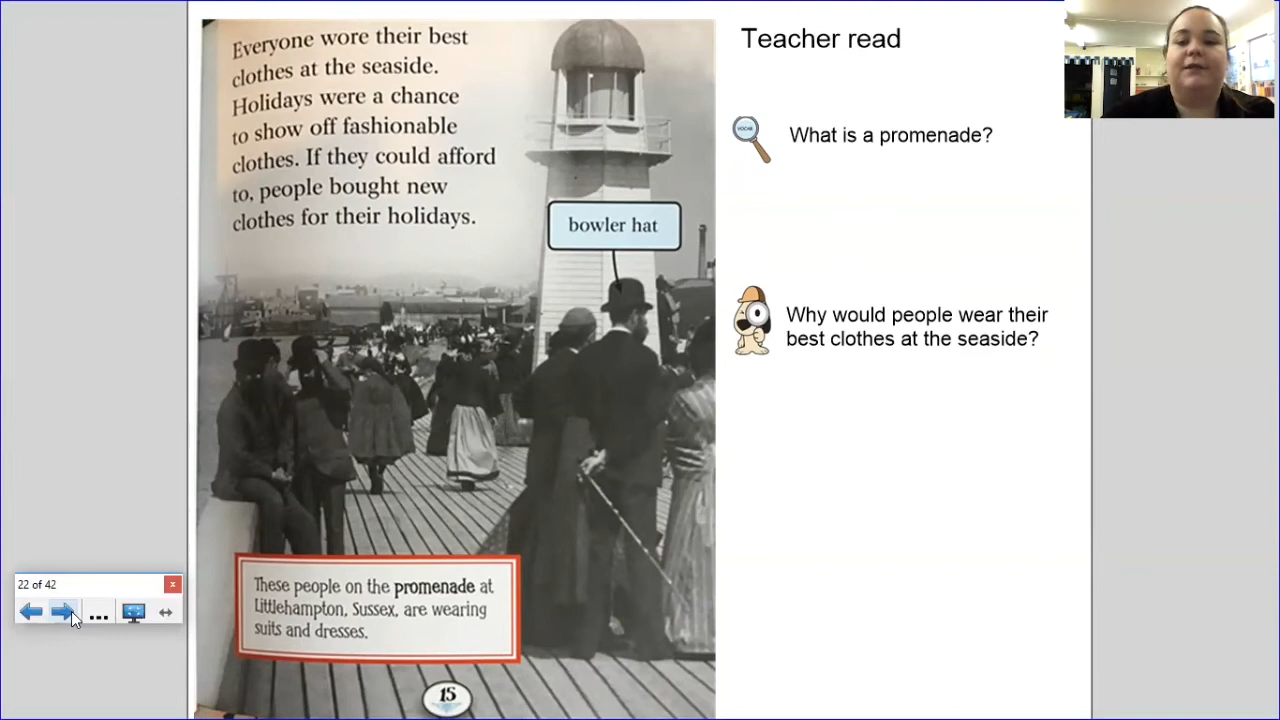 Everyone wore their best
clothes at the seaside.
Holidays were a chance
to show off fashionable
clothes. If they could afford
to, people bought new
clothes for their holidays.
bowler hat
These people on the promenade at
Littlehampton, Sussex, are wearing
suits and dresses.
15
Teacher read
VOCAB
What is a promenade?
Why would people wear their
best clothes at the seaside?
22 of 42